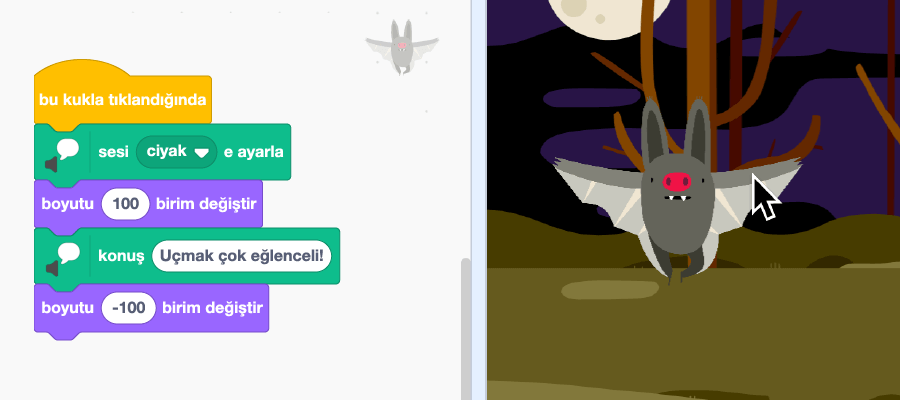 bu kukla tıklandığında
sesi ciyak e ayarla
boyutu 100 birim değiştir
konuş Uçmak çok eğlenceli!
boyutu -100 birim değiştir